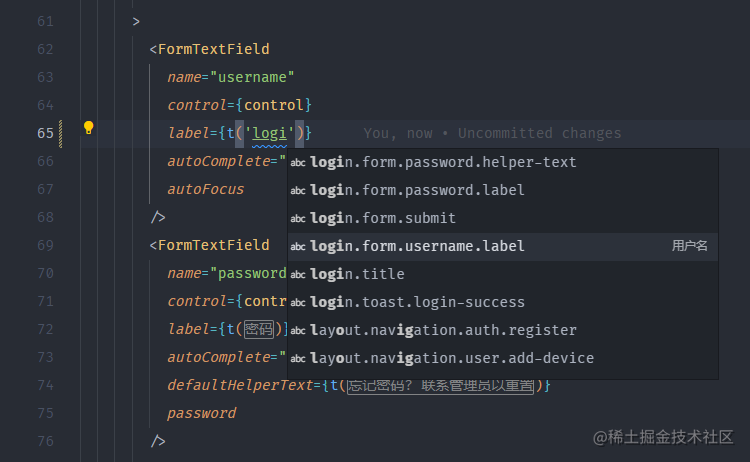 61 >
62 <FormTextField
63 name="username"
64 control={control}
65 label={t('logi')} You, now • Uncommitted changes
66 autoComplete="
abc login.form.password.helper-text
67 autoFocus
abc login.form.password.label
68 />
abc login.form.submit
69 <FormTextField
abc login.form.username.label 用户名
70 name="password
abc login.title
71 control={contr
abc login.toast.login-success
72 label={t(密码)}
abc layout.navigation.auth.register
73 autoComplete="
abc layout.navigation.user.add-device
74 defaultHelperText={t(忘记密码? 联系管理员以重置)}
75 password
76 />
@稀土掘金技术社区